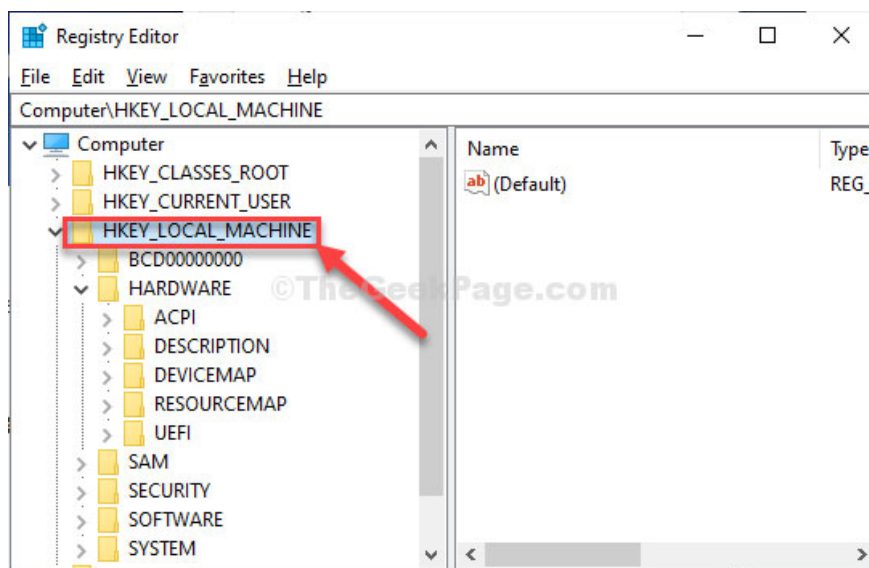 Registry Editor
File Edit View Favorites Help
Computer\HKEY_LOCAL_MACHINE
Computer
HKEY_CLASSES_ROOT
HKEY_CURRENT_USER
HKEY_LOCAL_MACHINE
BCD00000000
HARDWARE
ACPI
DESCRIPTION
DEVICEMAP
RESOURCEMAP
UEFI
SAM
SECURITY
SOFTWARE
SYSTEM
Name Type
ab (Default) REG_
©TheGeekPage.com